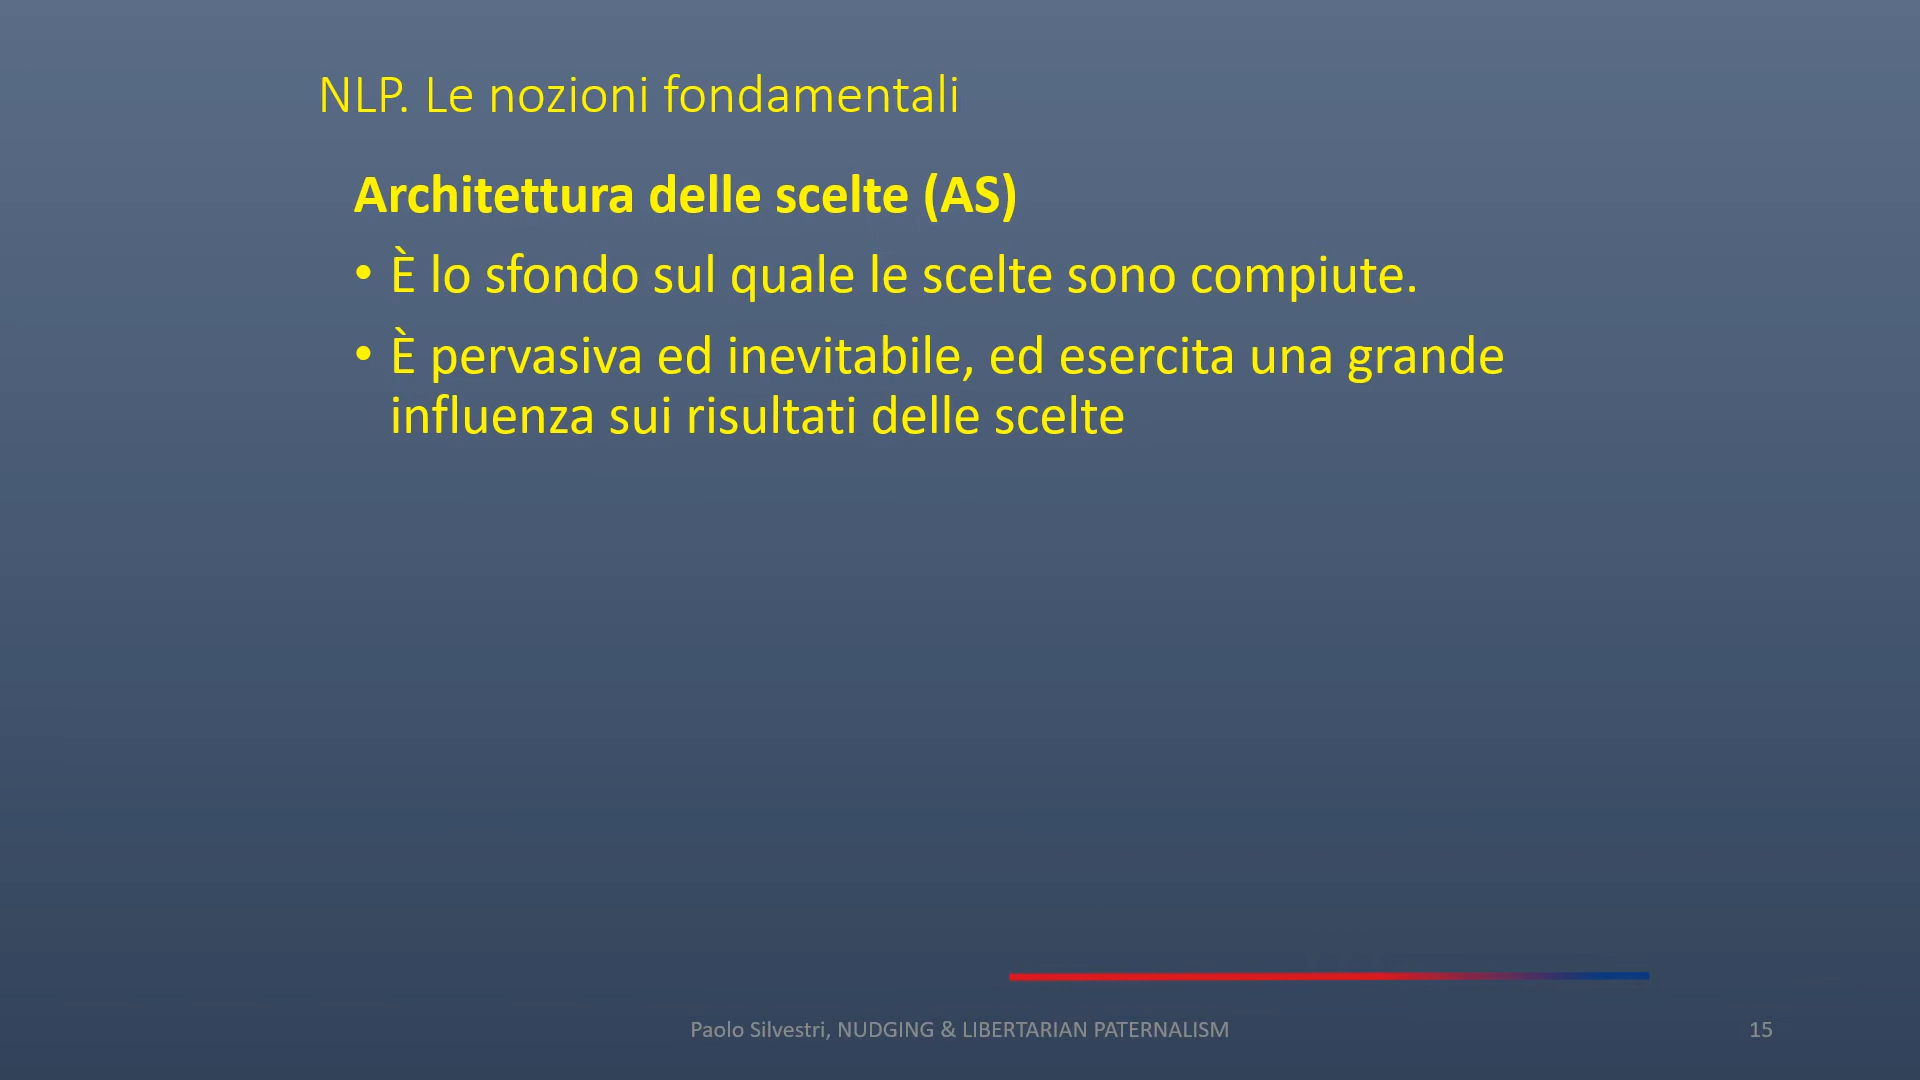 NLP. Le nozioni fondamentali
Architettura delle scelte (AS)
• È lo sfondo sul quale le scelte sono compiute.
• È pervasiva ed inevitabile, ed esercita una grande
influenza sui risultati delle scelte
Paolo Silvestri, NUDGING & LIBERTARIAN PATERNALISM
15